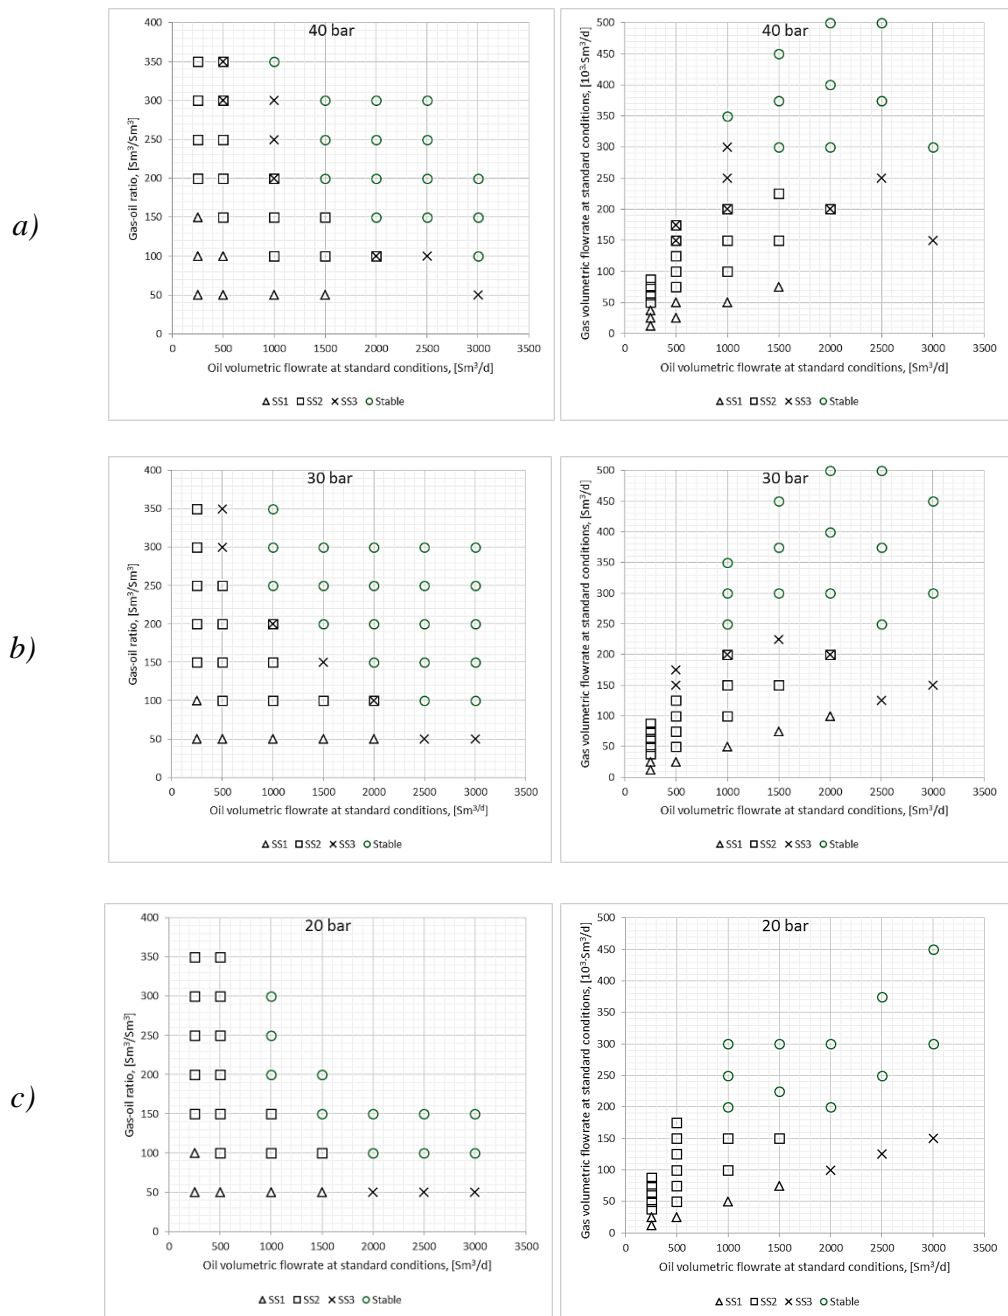 a)
40 bar
Gas-oil ratio, [Sm³/Sm³]
400
350
300
250
200
150
100
50
0
0 500 1000 1500 2000 2500 3000 3500
Oil volumetric flowrate at standard conditions, [Sm³/d]
SS1 SS2 SS3 Stable
40 bar
Gas volumetric flowrate at standard conditions, [10³·Sm³/d]
500
450
400
350
300
250
200
150
100
50
0
0 500 1000 1500 2000 2500 3000 3500
Oil volumetric flowrate at standard conditions, [Sm³/d]
SS1 SS2 SS3 Stable
b)
30 bar
Gas-oil ratio, [Sm³/Sm³]
400
350
300
250
200
150
100
50
0
0 500 1000 1500 2000 2500 3000 3500
Oil volumetric flowrate at standard conditions, [Sm³/d]
SS1 SS2 SS3 Stable
30 bar
Gas volumetric flowrate at standard conditions, [10³·Sm³/d]
500
450
400
350
300
250
200
150
100
50
0
0 500 1000 1500 2000 2500 3000 3500
Oil volumetric flowrate at standard conditions, [Sm³/d]
SS1 SS2 SS3 Stable
c)
20 bar
Gas-oil ratio, [Sm³/Sm³]
400
350
300
250
200
150
100
50
0
0 500 1000 1500 2000 2500 3000 3500
Oil volumetric flowrate at standard conditions, [Sm³/d]
SS1 SS2 SS3 Stable
20 bar
Gas volumetric flowrate at standard conditions, [10³·Sm³/d]
500
450
400
350
300
250
200
150
100
50
0
0 500 1000 1500 2000 2500 3000 3500
Oil volumetric flowrate at standard conditions, [Sm³/d]
SS1 SS2 SS3 Stable